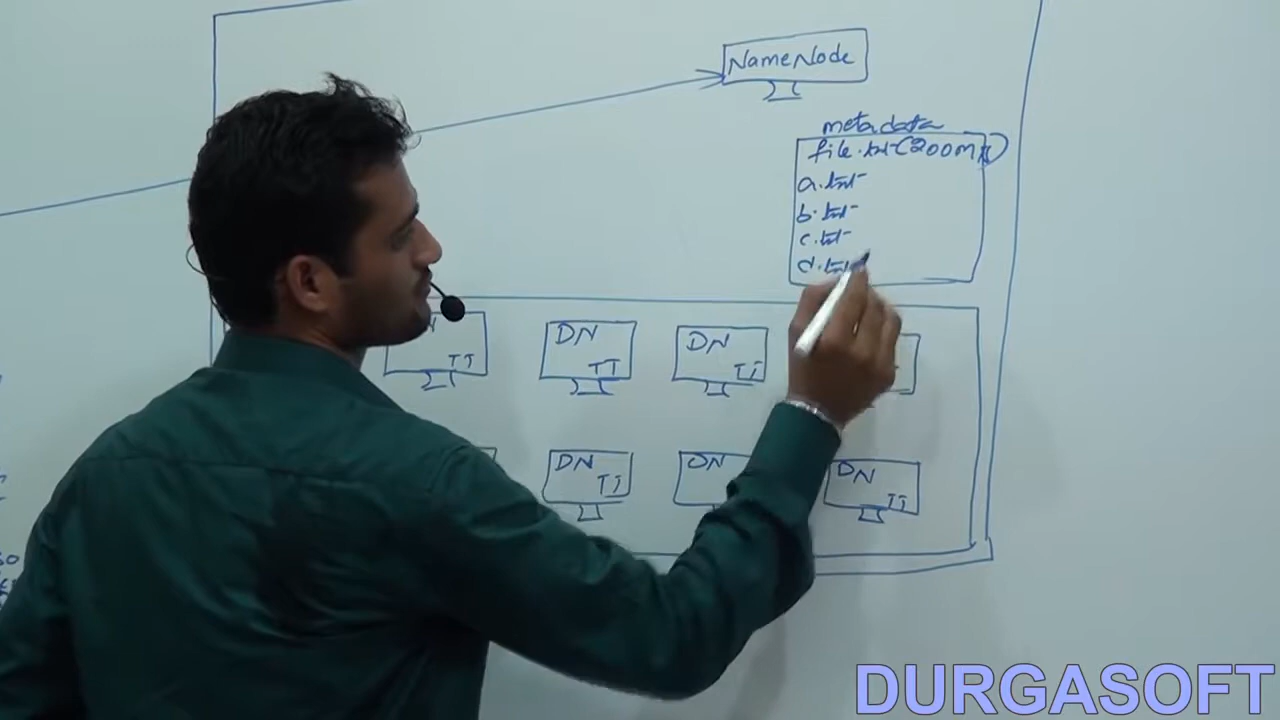 NameNode
metadata
file.txt (200M
a.txt
b.txt
c.txt
d.txt
N
TT
DN
TT
DN
TT
DN
TT
DN
DN
TT
DURGASOFT